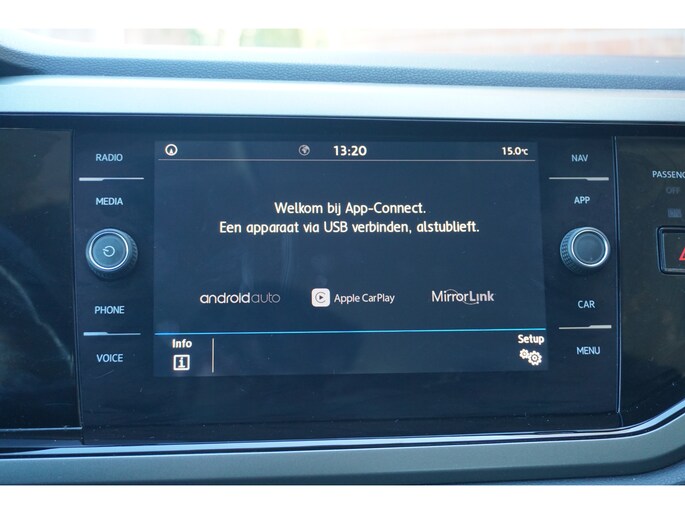 13:20 15.0°C
RADIO
MEDIA
PHONE
VOICE
Welkom bij App-Connect.
Een apparaat via USB verbinden, alstublieft.
androidauto Apple CarPlay MirrorLink
Info Setup
NAV
APP
CAR
MENU
PASSENG
OFF